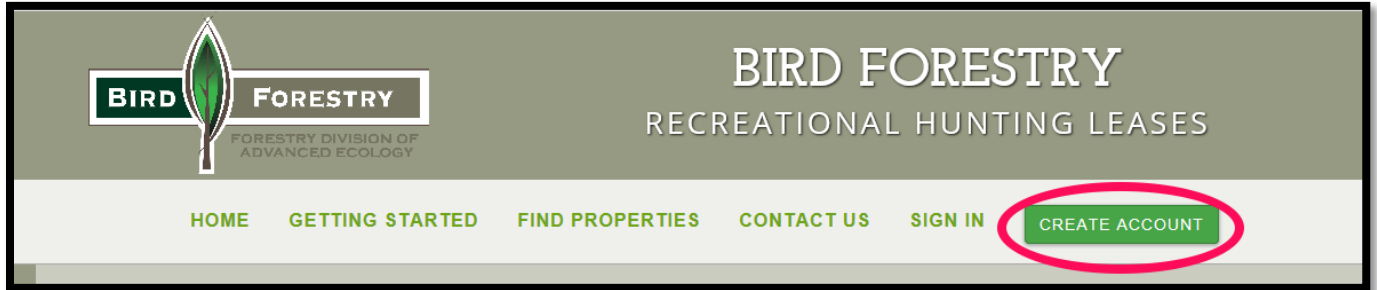 BIRD FORESTRY
FORESTRY DIVISION OF
ADVANCED ECOLOGY
BIRD FORESTRY
RECREATIONAL HUNTING LEASES
HOME GETTING STARTED FIND PROPERTIES CONTACT US SIGN IN CREATE ACCOUNT